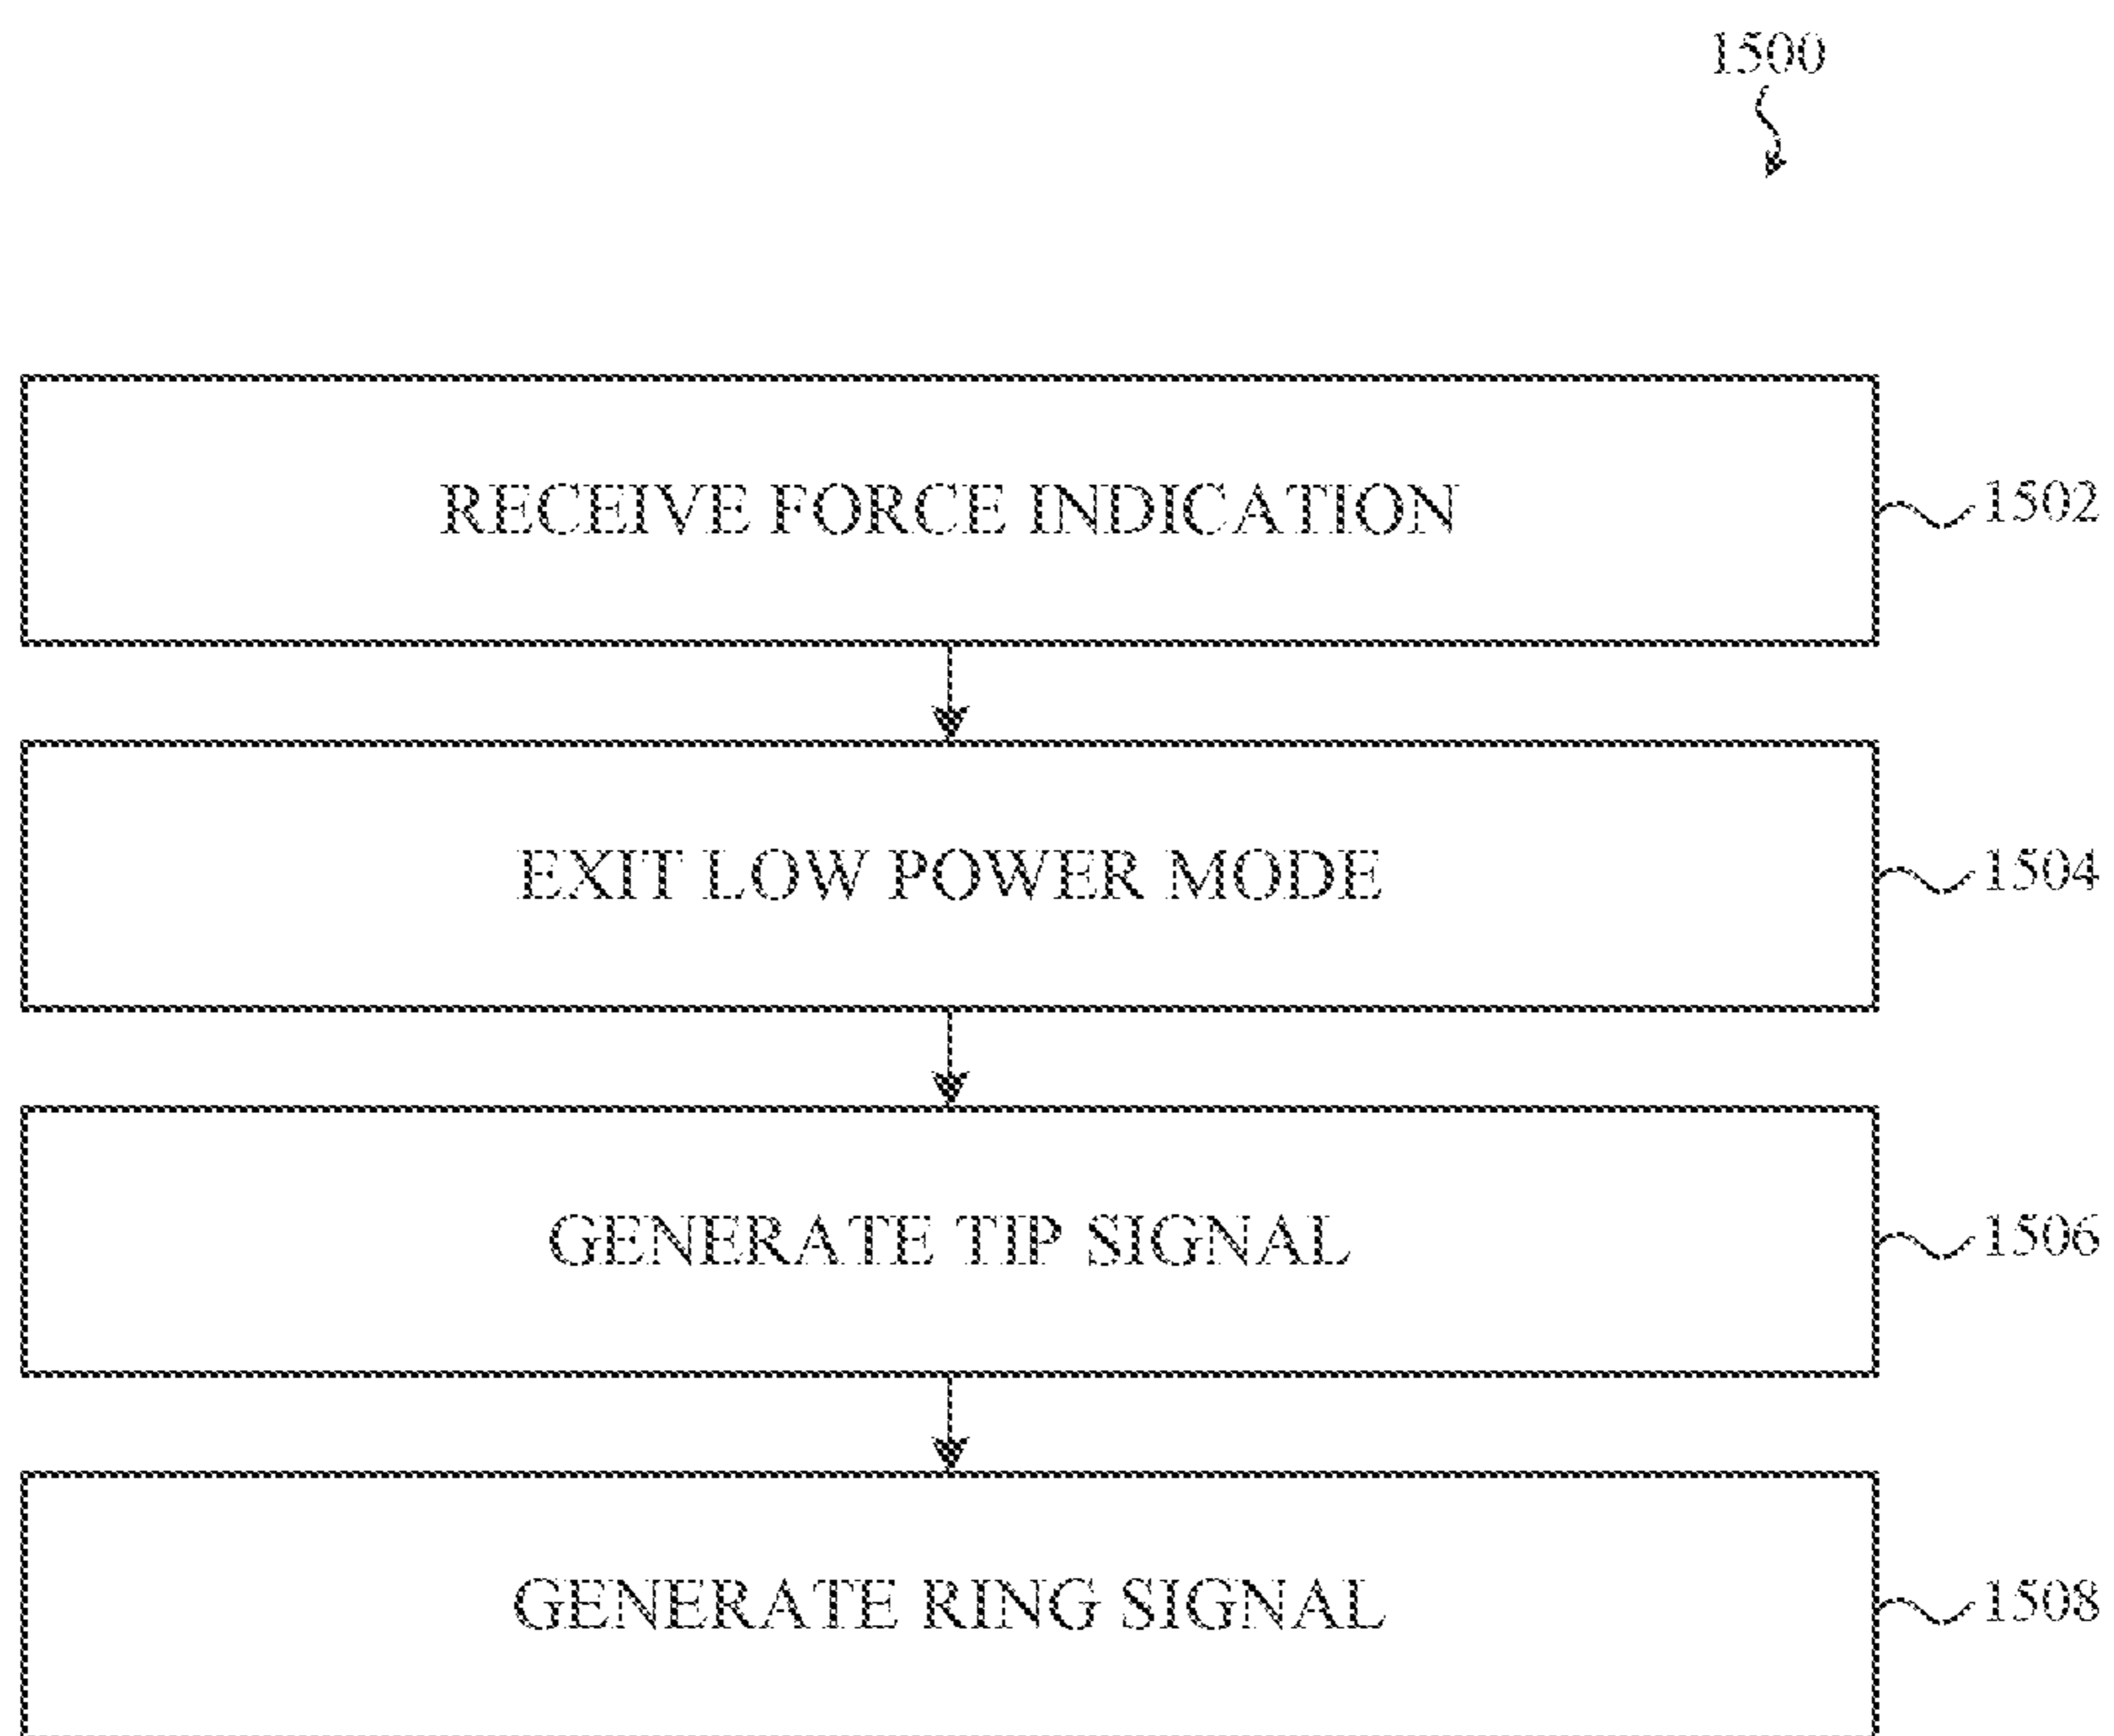 1500
RECEIVE FORCE INDICATION
1502
EXIT LOW POWER MODE
1504
GENERATE TIP SIGNAL
1506
GENERATE RING SIGNAL
1508